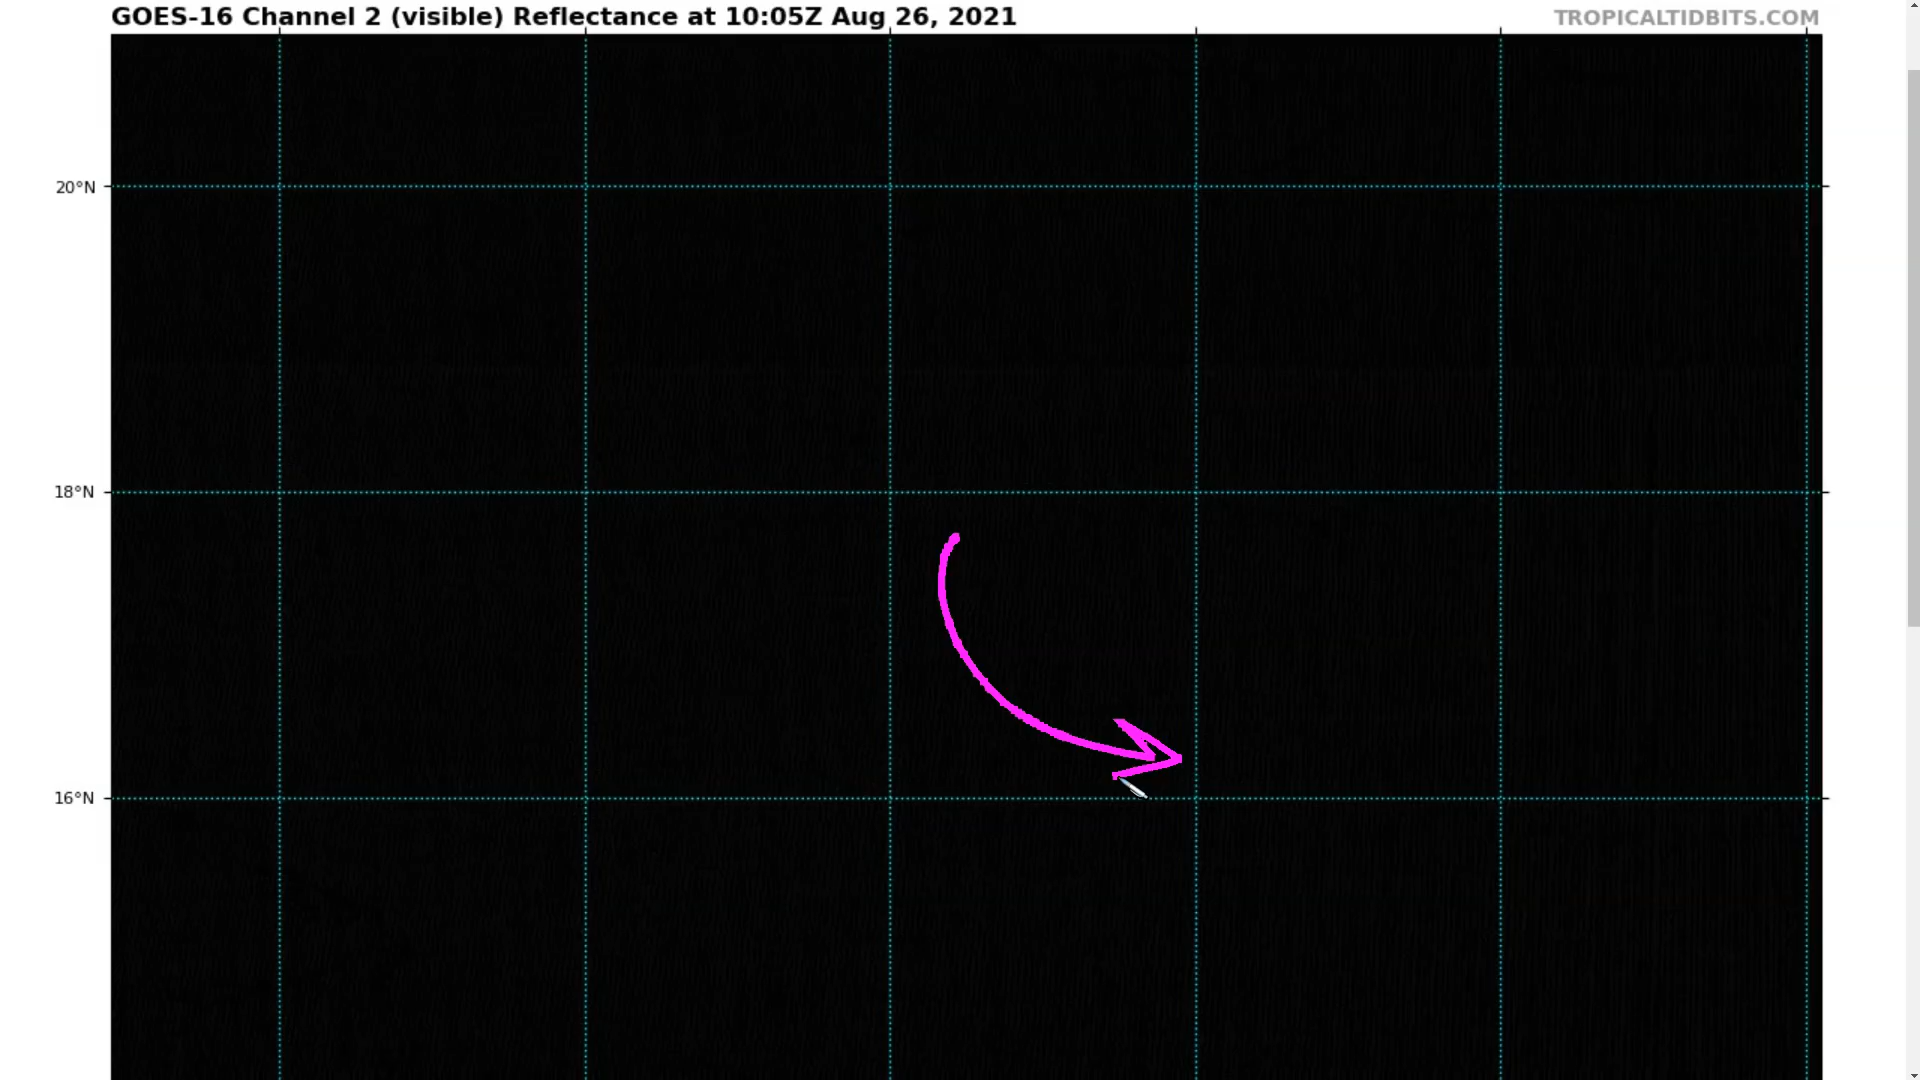 GOES-16 Channel 2 (visible) Reflectance at 10:05Z Aug 26, 2021
TROPICALTIDBITS.COM
20°N
18°N
16°N